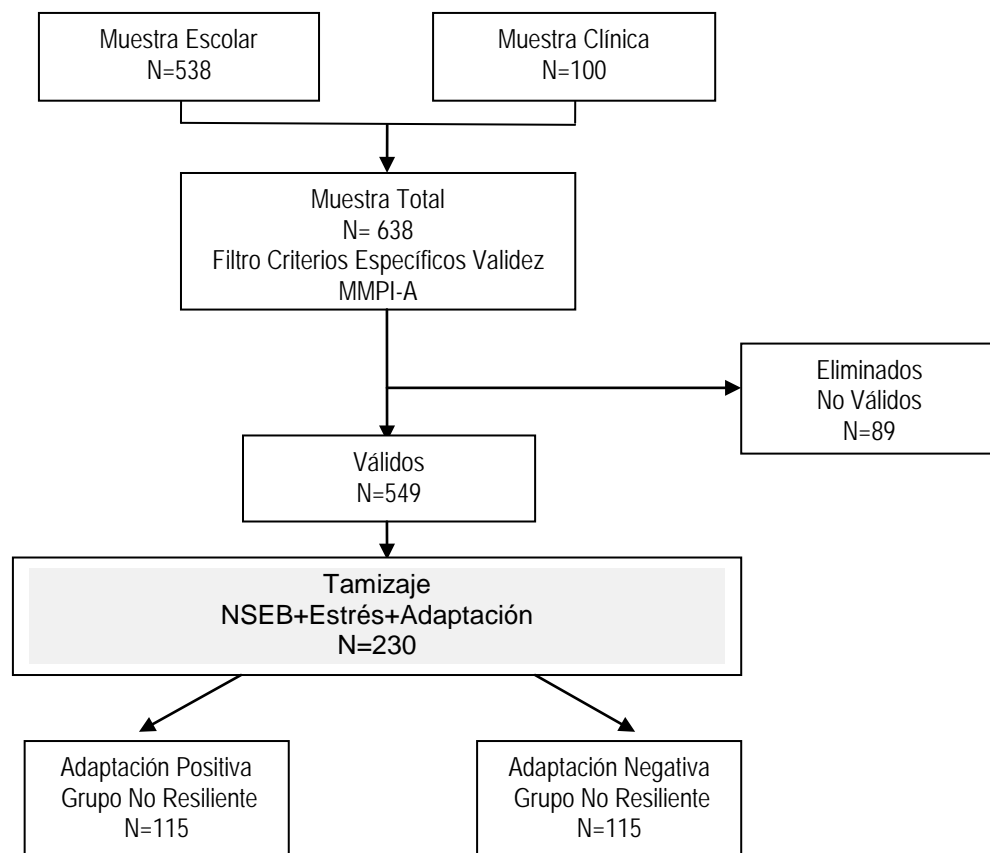 Muestra Escolar
N=538
Muestra Clínica
N=100
Muestra Total
N= 638
Filtro Criterios Específicos Validez
MMPI-A
Eliminados
No Válidos
N=89
Válidos
N=549
Tamizaje
NSEB+Estrés+Adaptación
N=230
Adaptación Positiva
Grupo No Resiliente
N=115
Adaptación Negativa
Grupo No Resiliente
N=115